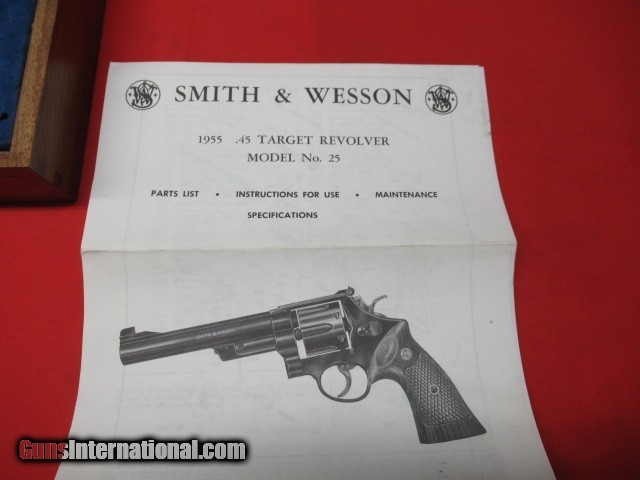 SMITH & WESSON
1955 .45 TARGET REVOLVER
MODEL No. 25
PARTS LIST • INSTRUCTIONS FOR USE • MAINTENANCE
SPECIFICATIONS
GunsInternational.com